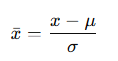 x̄ = (x − μ) / σ